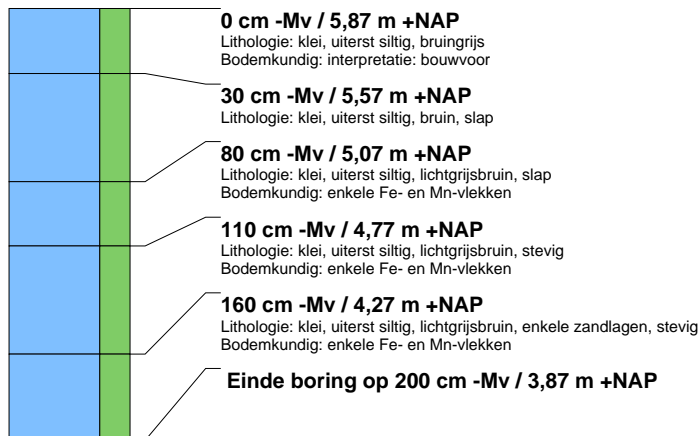 0 cm -Mv / 5,87 m +NAP
Lithologie: klei, uiterst siltig, bruingrijs
Bodemkundig: interpretatie: bouwvoor
30 cm -Mv / 5,57 m +NAP
Lithologie: klei, uiterst siltig, bruin, slap
80 cm -Mv / 5,07 m +NAP
Lithologie: klei, uiterst siltig, lichtgrijsbruin, slap
Bodemkundig: enkele Fe- en Mn-vlekken
110 cm -Mv / 4,77 m +NAP
Lithologie: klei, uiterst siltig, lichtgrijsbruin, stevig
Bodemkundig: enkele Fe- en Mn-vlekken
160 cm -Mv / 4,27 m +NAP
Lithologie: klei, uiterst siltig, lichtgrijsbruin, enkele zandlagen, stevig
Bodemkundig: enkele Fe- en Mn-vlekken
Einde boring op 200 cm -Mv / 3,87 m +NAP